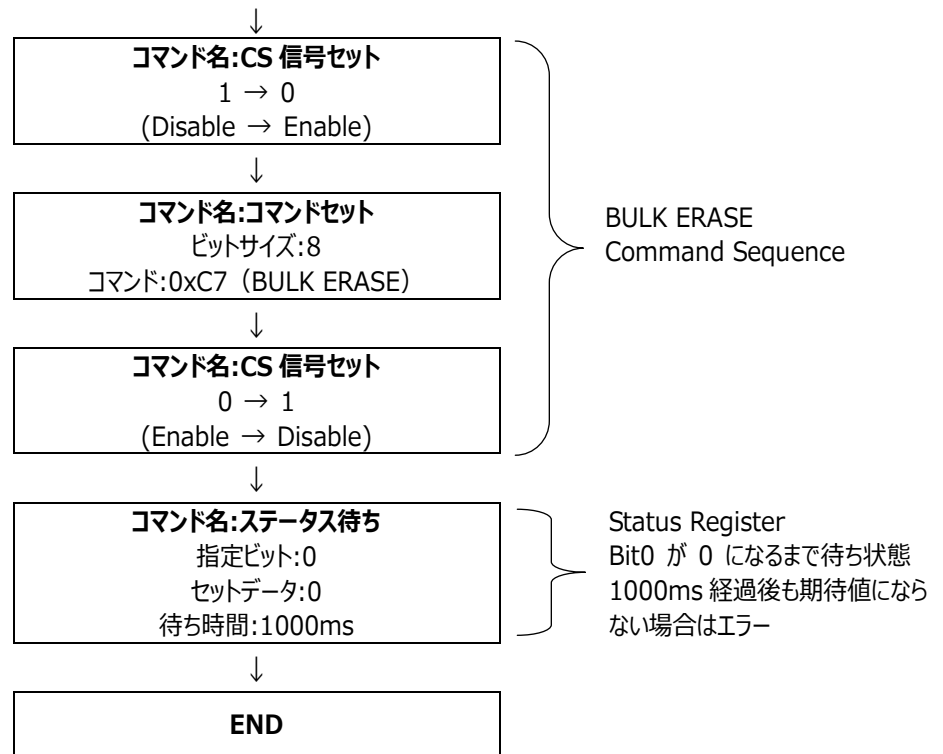 ↓
コマンド名:CS 信号セット
1 → 0
(Disable → Enable)
↓
コマンド名:コマンドセット
ビットサイズ:8
コマンド:0xC7（BULK ERASE）
BULK ERASE
Command Sequence
↓
コマンド名:CS 信号セット
0 → 1
(Enable → Disable)
↓
コマンド名:ステータス待ち
指定ビット:0
セットデータ:0
待ち時間:1000ms
Status Register
Bit0 が 0 になるまで待ち状態
1000ms 経過後も期待値になら
ない場合はエラー
↓
END